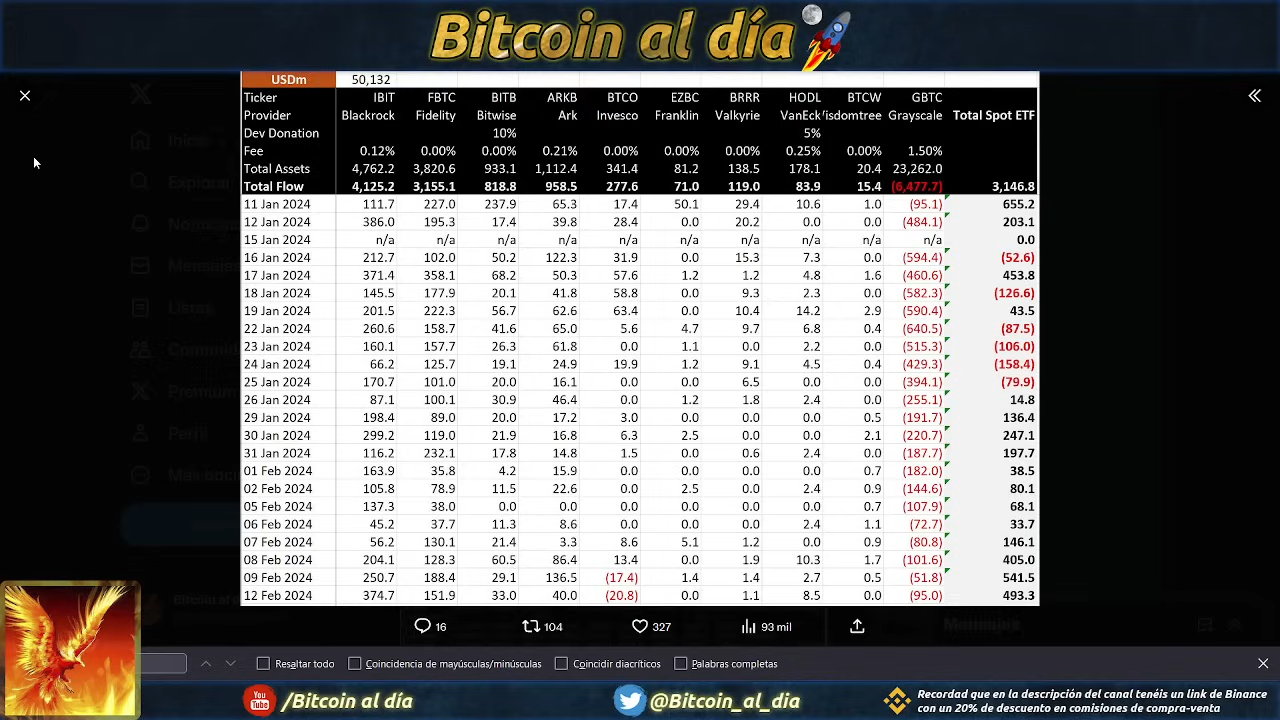 Bitcoin al día
USDm 50,132
Ticker IBIT FBTC BITB ARKB BTCO EZBC BRRR HODL BTCW GBTC
Provider Blackrock Fidelity Bitwise Ark Invesco Franklin Valkyrie VanEck isdomtree Grayscale Total Spot ETF
Dev Donation 10% 5%
Fee 0.12% 0.00% 0.00% 0.21% 0.00% 0.00% 0.00% 0.25% 0.00% 1.50%
Total Assets 4,762.2 3,820.6 933.1 1,112.4 341.4 81.2 138.5 178.1 20.4 23,262.0
Total Flow 4,125.2 3,155.1 818.8 958.5 277.6 71.0 119.0 83.9 15.4 (6,477.7) 3,146.8
11 Jan 2024 111.7 227.0 237.9 65.3 17.4 50.1 29.4 10.6 1.0 (95.1) 655.2
12 Jan 2024 386.0 195.3 17.4 39.8 28.4 0.0 20.2 0.0 0.0 (484.1) 203.1
15 Jan 2024 n/a n/a n/a n/a n/a n/a n/a n/a n/a n/a 0.0
16 Jan 2024 212.7 102.0 50.2 122.3 31.9 0.0 15.3 7.3 0.0 (594.4) (52.6)
17 Jan 2024 371.4 358.1 68.2 50.3 57.6 1.2 1.2 4.8 1.6 (460.6) 453.8
18 Jan 2024 145.5 177.9 20.1 41.8 58.8 0.0 9.3 2.3 0.0 (582.3) (126.6)
19 Jan 2024 201.5 222.3 56.7 62.6 63.4 0.0 10.4 14.2 2.9 (590.4) 43.5
22 Jan 2024 260.6 158.7 41.6 65.0 5.6 4.7 9.7 6.8 0.4 (640.5) (87.5)
23 Jan 2024 160.1 157.7 26.3 61.8 0.0 1.1 0.0 2.2 0.0 (515.3) (106.0)
24 Jan 2024 66.2 125.7 19.1 24.9 19.9 1.2 9.1 4.5 0.4 (429.3) (158.4)
25 Jan 2024 170.7 101.0 20.0 16.1 0.0 0.0 6.5 0.0 0.0 (394.1) (79.9)
26 Jan 2024 87.1 100.1 30.9 46.4 0.0 1.2 1.8 2.4 0.0 (255.1) 14.8
29 Jan 2024 198.4 89.0 20.0 17.2 3.0 0.0 0.0 0.0 0.5 (191.7) 136.4
30 Jan 2024 299.2 119.0 21.9 16.8 6.3 2.5 0.0 0.0 2.1 (220.7) 247.1
31 Jan 2024 116.2 232.1 17.8 14.8 1.5 0.0 0.6 2.4 0.0 (187.7) 197.7
01 Feb 2024 163.9 35.8 4.2 15.9 0.0 0.0 0.0 0.0 0.7 (182.0) 38.5
02 Feb 2024 105.8 78.9 11.5 22.6 0.0 2.5 0.0 2.4 0.9 (144.6) 80.1
05 Feb 2024 137.3 38.0 0.0 0.0 0.0 0.0 0.0 0.0 0.7 (107.9) 68.1
06 Feb 2024 45.2 37.7 11.3 8.6 0.0 0.0 0.0 2.4 1.1 (72.7) 33.7
07 Feb 2024 56.2 130.1 21.4 3.3 8.6 5.1 1.2 0.0 0.9 (80.8) 146.1
08 Feb 2024 204.1 128.3 60.5 86.4 13.4 0.0 1.9 10.3 1.7 (101.6) 405.0
09 Feb 2024 250.7 188.4 29.1 136.5 (17.4) 1.4 1.4 2.7 0.5 (51.8) 541.5
12 Feb 2024 374.7 151.9 33.0 40.0 (20.8) 0.0 1.1 8.5 0.0 (95.0) 493.3
Listas
Premium
Perfil
16 104 327 93 mil
Resaltar todo Coincidencia de mayúsculas/minúsculas Coincidir diacríticos Palabras completas
You Tube /Bitcoin al día @Bitcoin_al_dia
Recordad que en la descripción del canal tenéis un link de Binance
con un 20% de descuento en comisiones de compra-venta